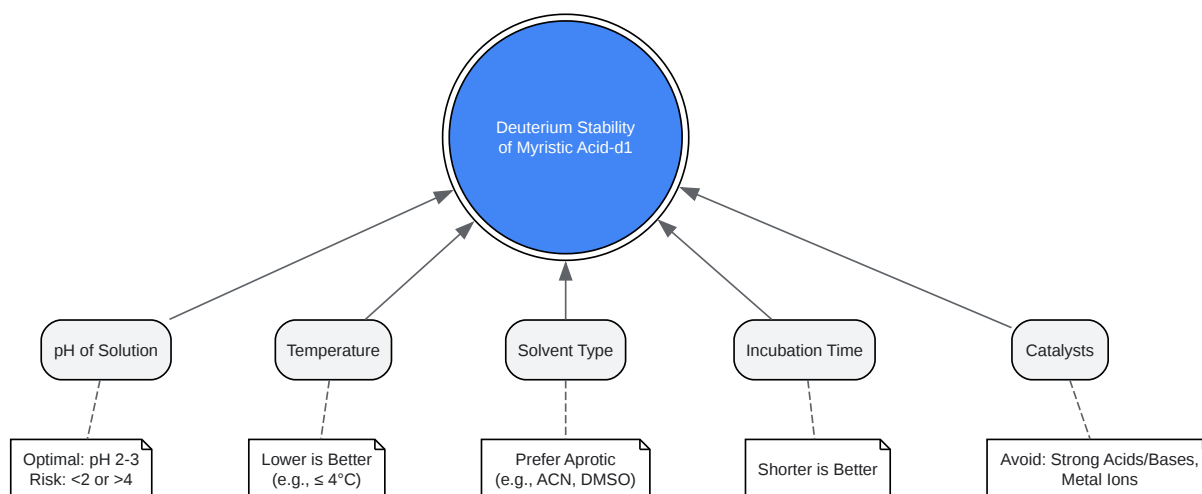 Deuterium Stability
of Myristic Acid-d1
pH of Solution
Temperature
Solvent Type
Incubation Time
Catalysts
Optimal: pH 2-3
Risk: <2 or >4
Lower is Better
(e.g., ≤ 4°C)
Prefer Aprotic
(e.g., ACN, DMSO)
Shorter is Better
Avoid: Strong Acids/Bases,
Metal Ions